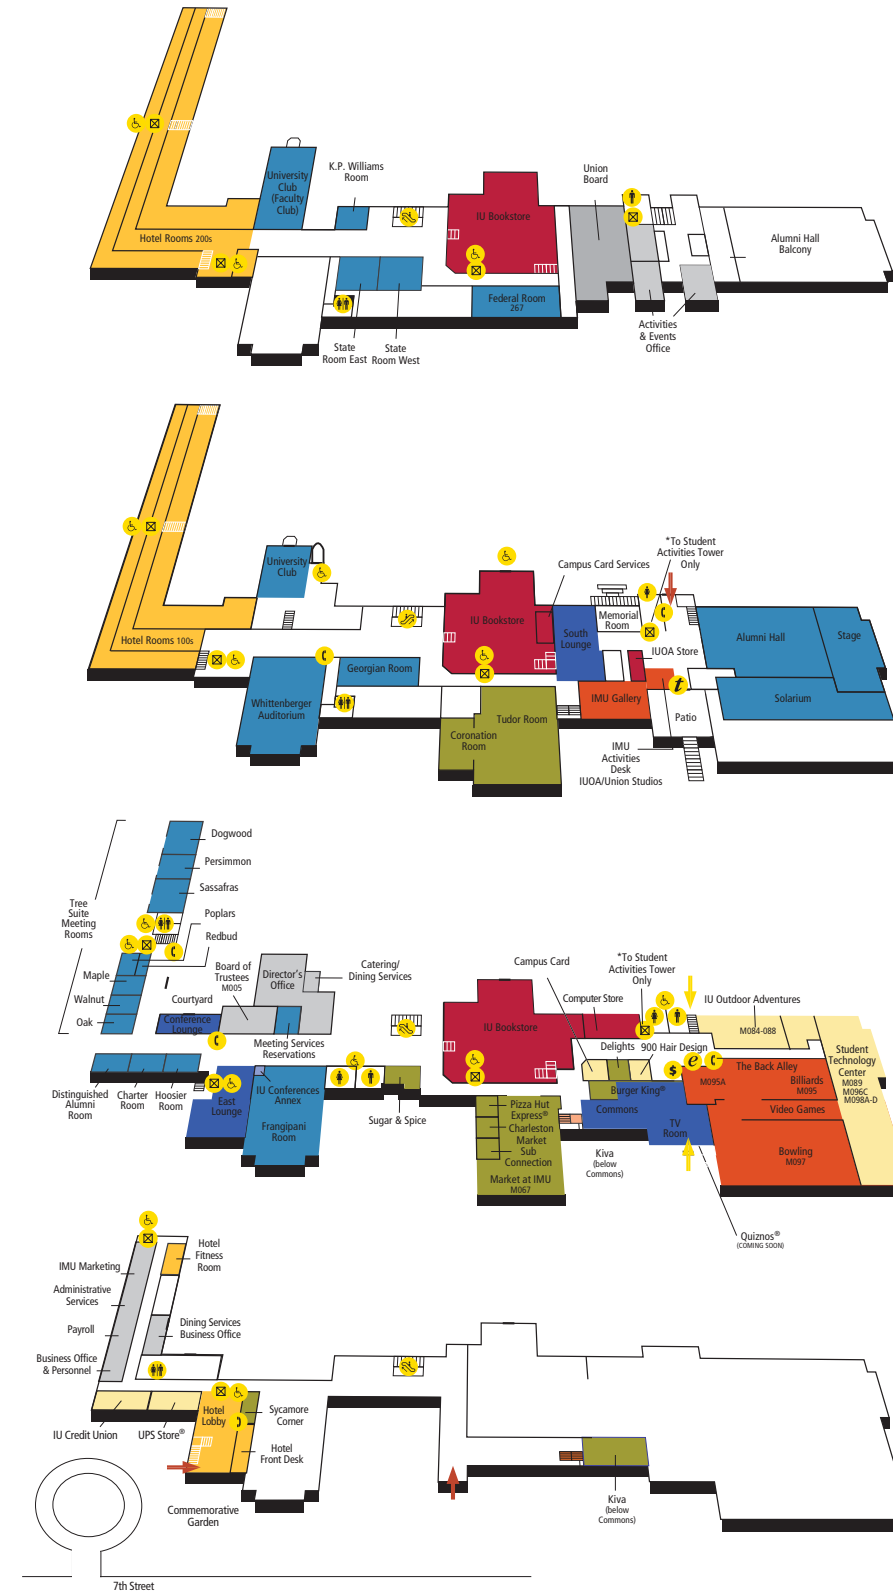 University
Club
(Faculty
Club)
K.P. Williams
Room
IU Bookstore
Union
Board
Alumni Hall
Balcony
Hotel Rooms 200s
Federal Room
267
State
Room East
State
Room West
Activities
& Events
Office
*To Student
Activities Tower
Only
Campus Card Services
University
Club
IU Bookstore
Memorial
Room
South
Lounge
Alumni Hall
Stage
Hotel Rooms 100s
IUOA Store
Georgian Room
t
Whittenberger
Auditorium
IMU Gallery
Solarium
Tudor Room
Patio
Coronation
Room
IMU
Activities
Desk
IUOA/Union Studios
Dogwood
Persimmon
Sassafras
Tree
Suite
Meeting
Rooms
Poplars
Redbud
Maple
Walnut
Oak
Courtyard
Board of
Trustees
M005
Director's
Office
Catering/
Dining Services
Conference
Lounge
Meeting Services
Reservations
Campus Card
*To Student
Activities Tower
Only
Computer Store
IU Outdoor Adventures
IU Bookstore
M084-088
Delights
900 Hair Design
Student
Technology
Center
M089
M096C
M098A-D
$
e
The Back Alley
M095A
Billiards
M095
Burger King®
Commons
Video Games
TV
Room
Bowling
M097
Distinguished
Alumni
Room
Charter
Room
Hoosier
Room
East
Lounge
IU Conferences
Annex
Frangipani
Room
Sugar & Spice
Pizza Hut
Express®
Charleston
Market
Sub
Connection
Market at IMU
M067
Kiva
(below
Commons)
Quiznos®
(COMING SOON)
IMU Marketing
Administrative
Services
Payroll
Business Office
& Personnel
Hotel
Fitness
Room
Dining Services
Business Office
Hotel
Lobby
Sycamore
Corner
IU Credit Union
UPS Store®
Hotel
Front Desk
Commemorative
Garden
Kiva
(below
Commons)
7th Street